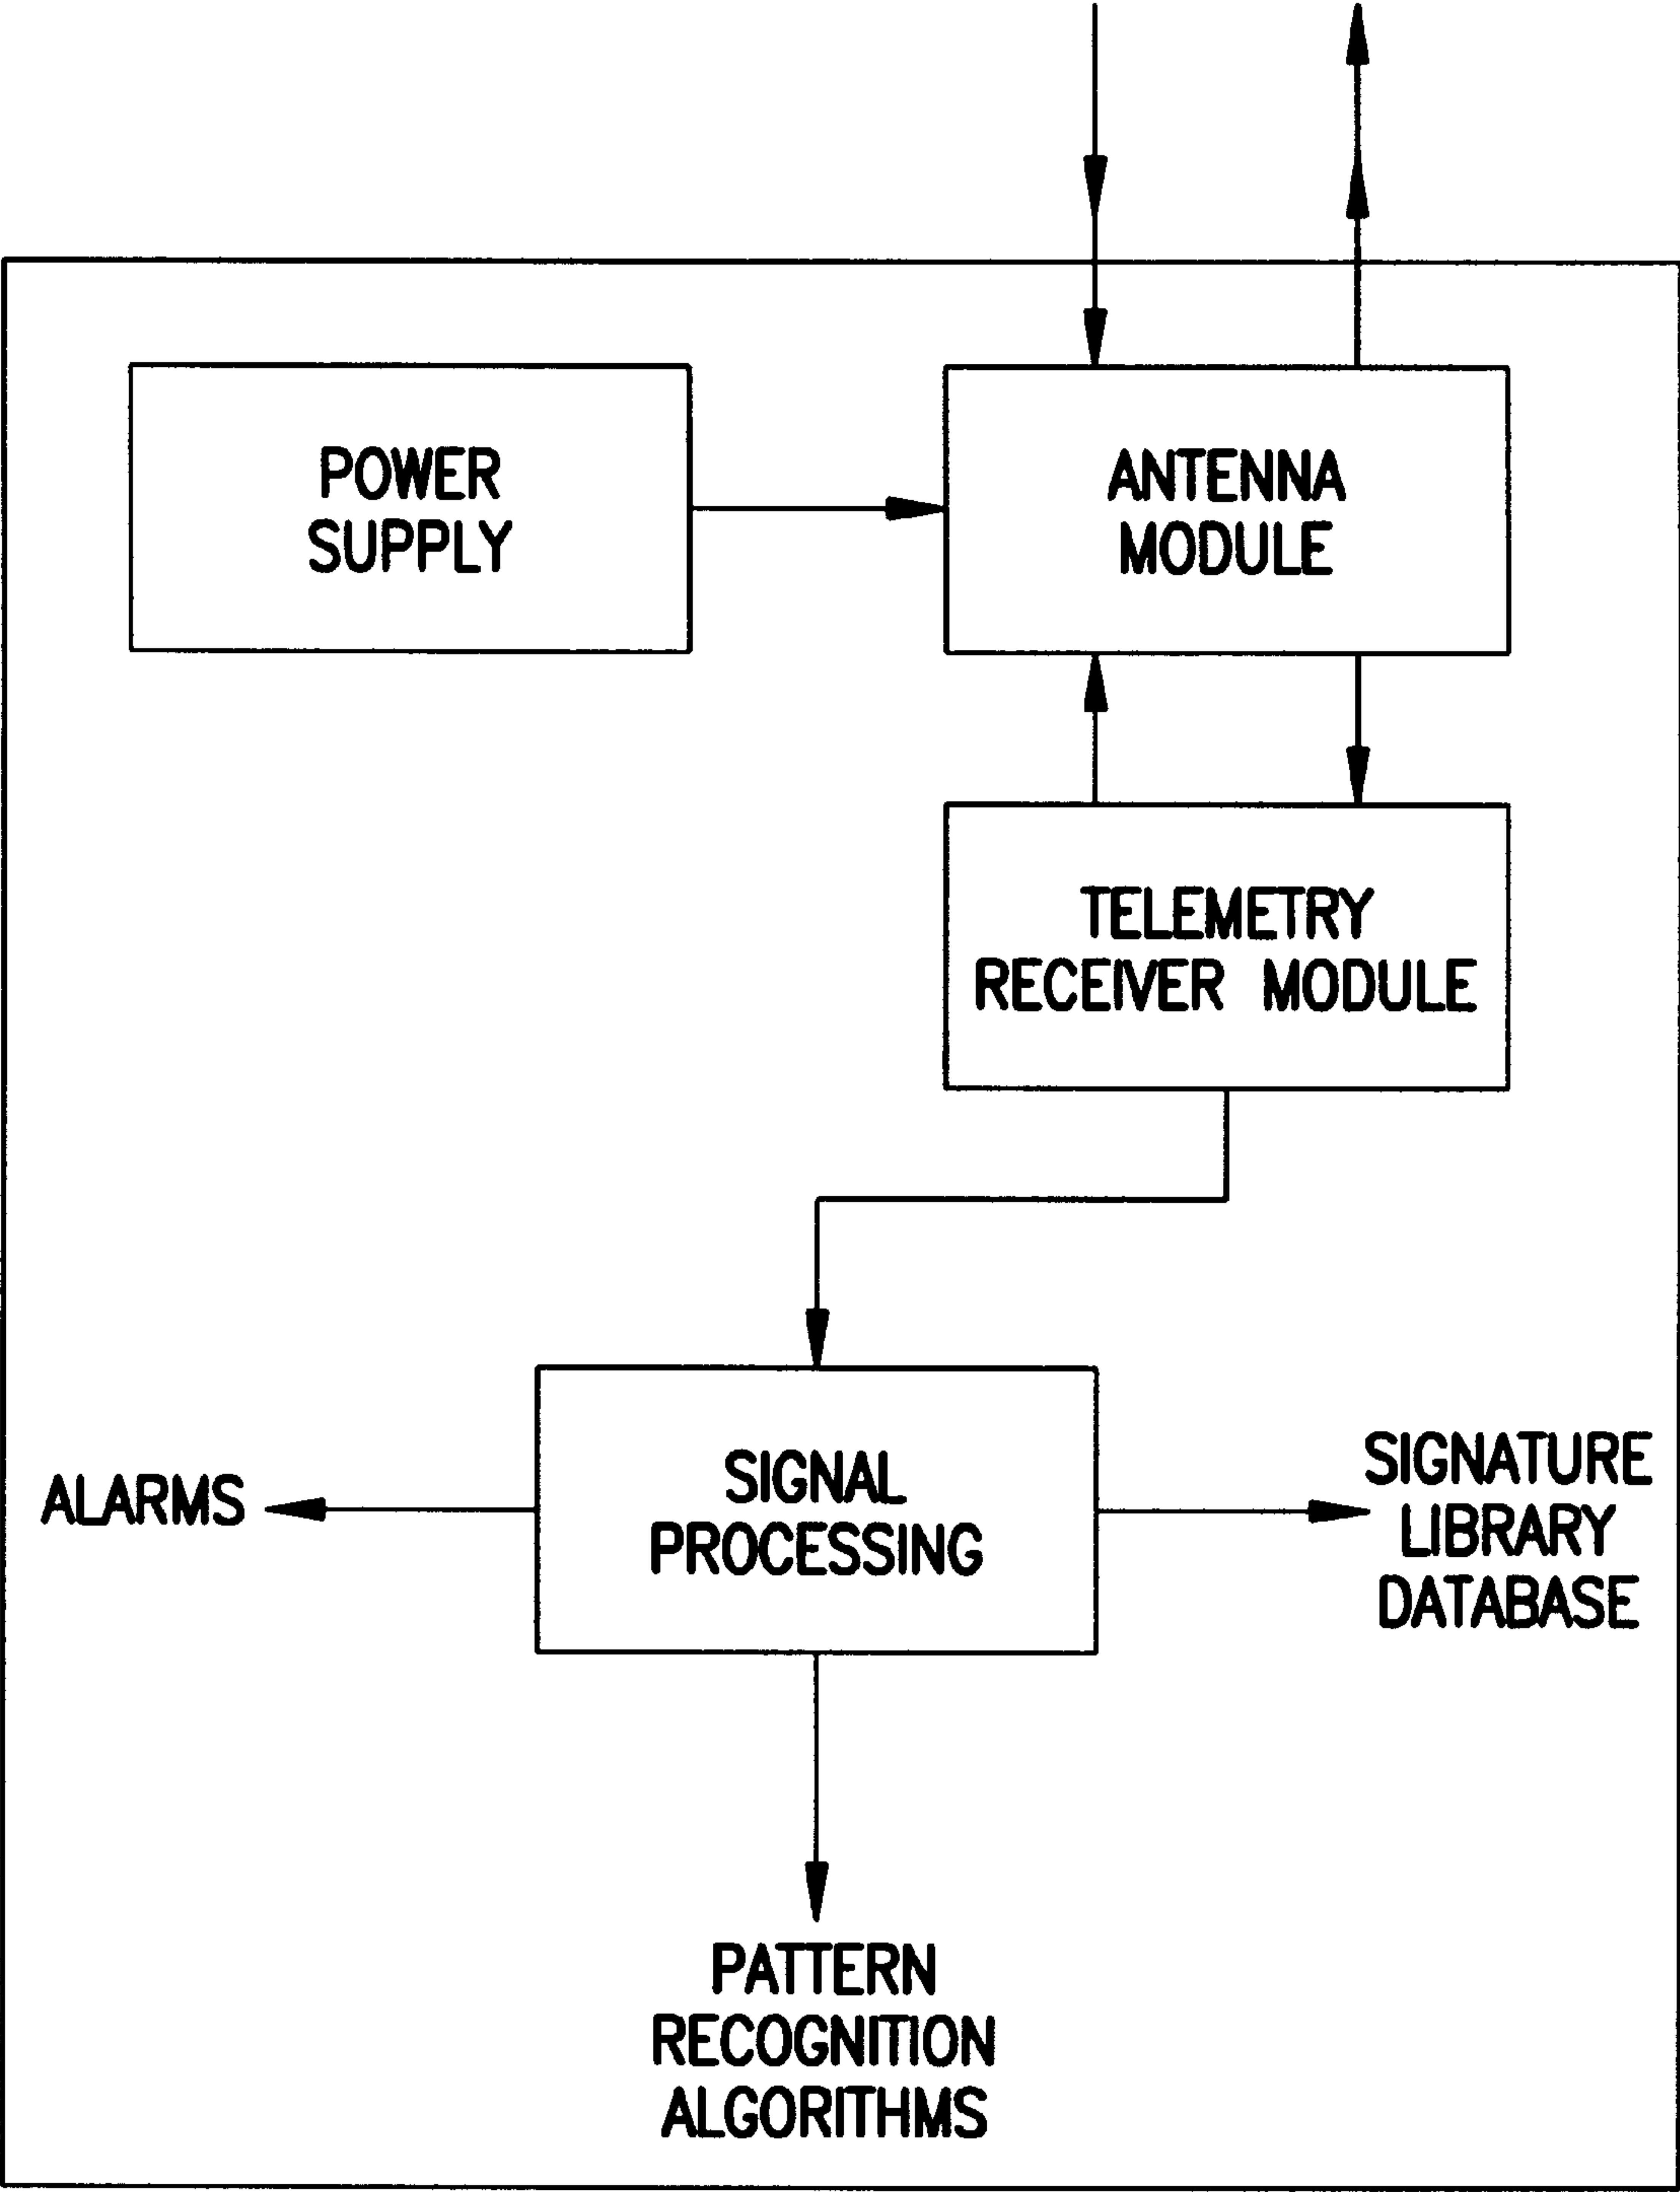 POWER
SUPPLY
ANTENNA
MODULE
TELEMETRY
RECEIVER MODULE
SIGNAL
PROCESSING
ALARMS
SIGNATURE
LIBRARY
DATABASE
PATTERN
RECOGNITION
ALGORITHMS